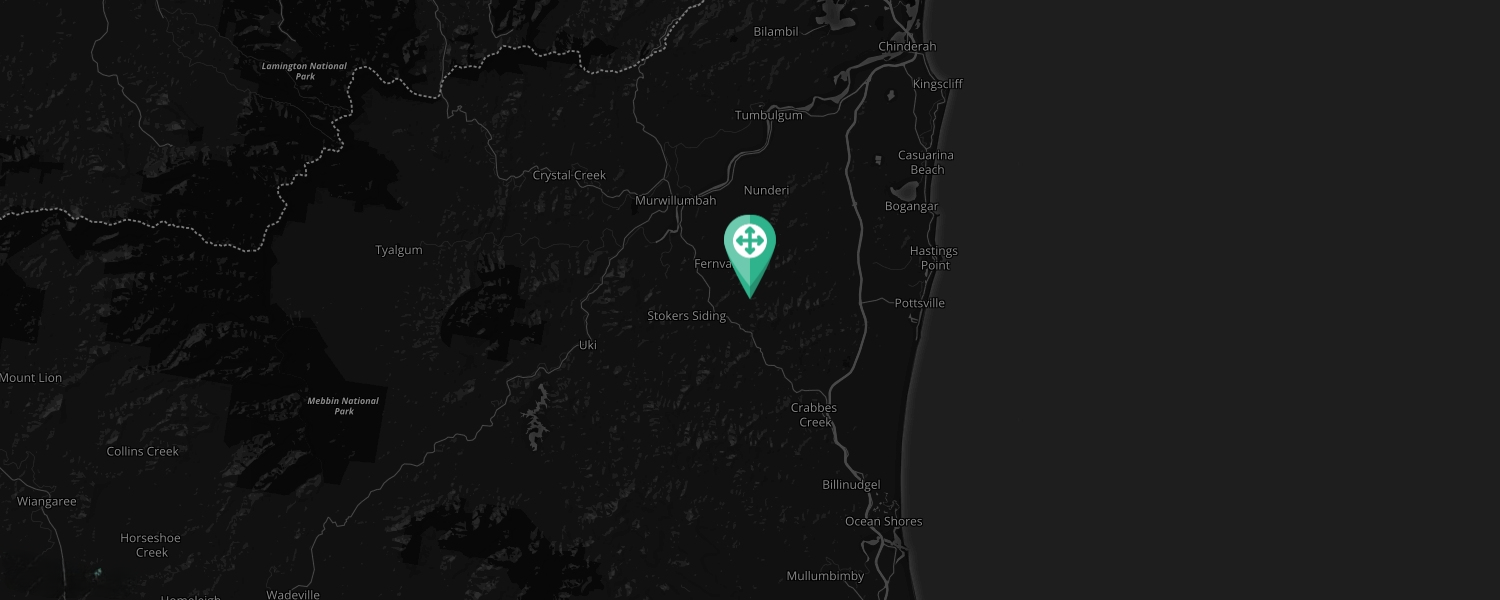 Bilambil
Chinderah
Lamington National
Park
Kingscliff
Tumbulgum
Casuarina
Beach
Crystal Creek
Nunderi
Murwillumbah
Bogangar
Tyalgum
Hastings
Point
Fernva
Pottsville
Stokers Siding
Uki
Mount Lion
Mebbin National
Park
Crabbes
Creek
Collins Creek
Billinudgel
Wiangaree
Ocean Shores
Horseshoe
Creek
Mullumbimby
Wadeville